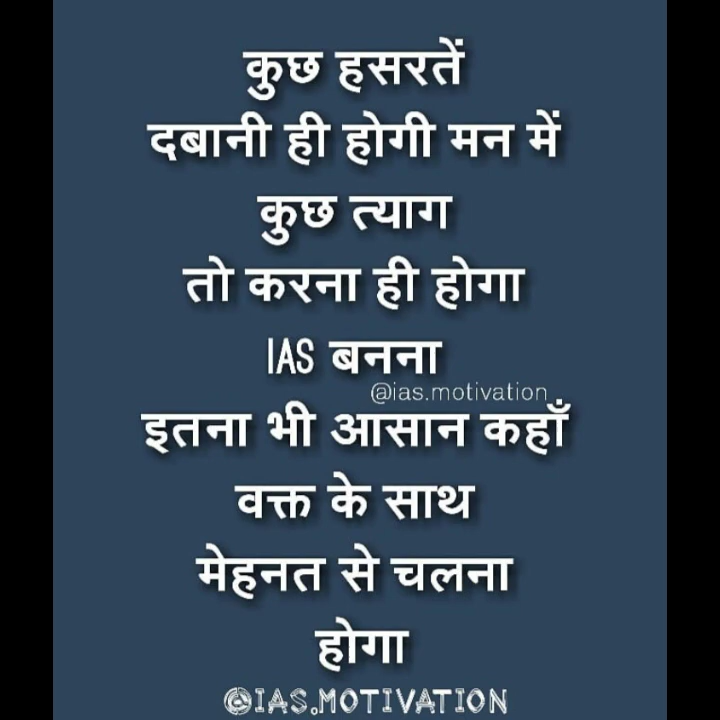 कुछ हसरतें
दबानी ही होगी मन में
कुछ त्याग
तो करना ही होगा
IAS बनना
@ias.motivation
इतना भी आसान कहाँ
वक्त के साथ
मेहनत से चलना
होगा
@IAS.MOTIVATION